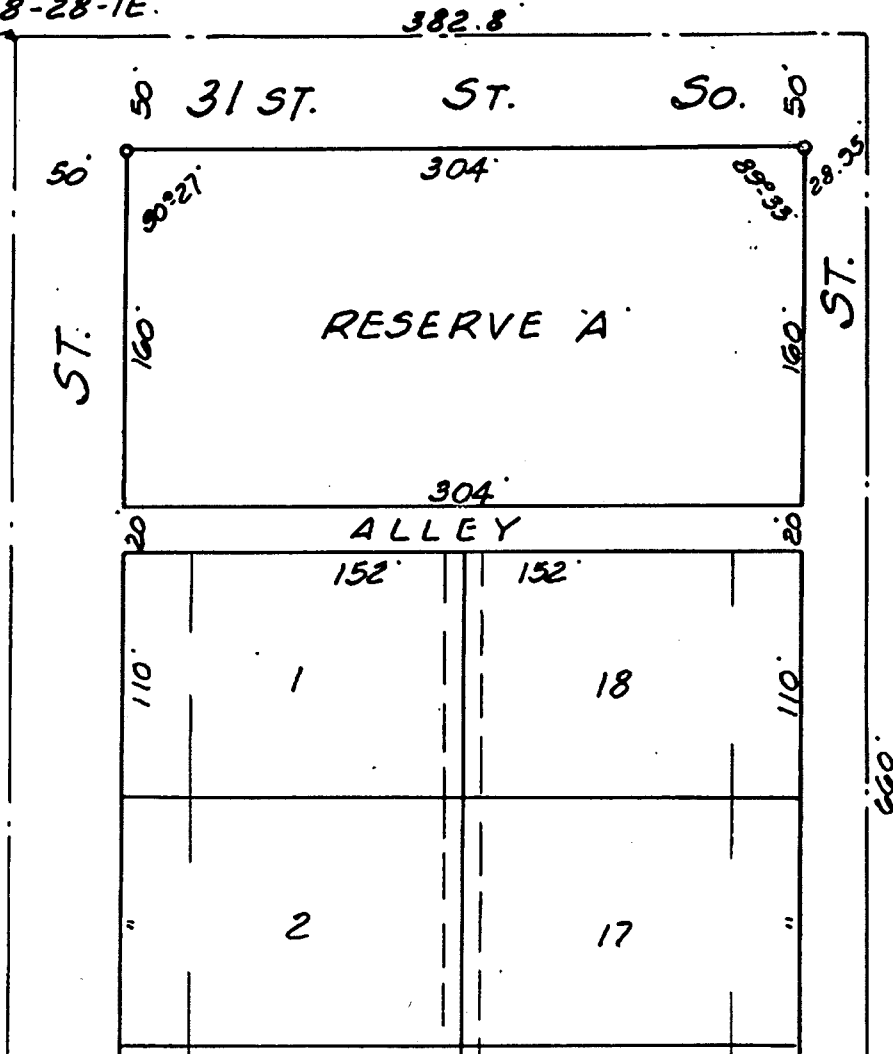 8-28-1E.
382.8'
50' 31 ST. ST. SO. 50'
50' 304' 28.35'
90°27' 89°33'
ST. 160' RESERVE 'A' 160' ST.
304'
20' ALLEY 20'
152' 152'
110' 1 18 110'
660'
" 2 17 "